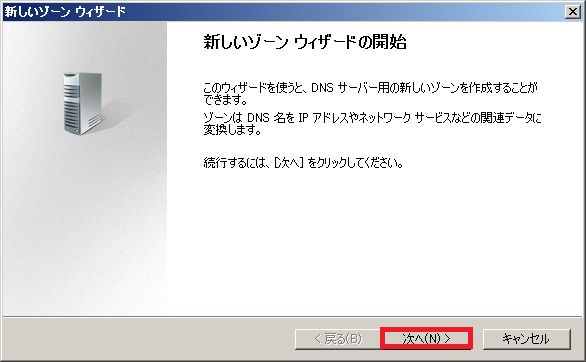 新しいゾーン ウィザード
新しいゾーン ウィザードの開始
このウィザードを使うと、DNS サーバー用の新しいゾーンを作成することが
できます。
ゾーンは DNS 名を IP アドレスやネットワーク サービスなどの関連データに
変換します。
続行するには、[次へ] をクリックしてください。
< 戻る(B)
次へ(N) >
キャンセル